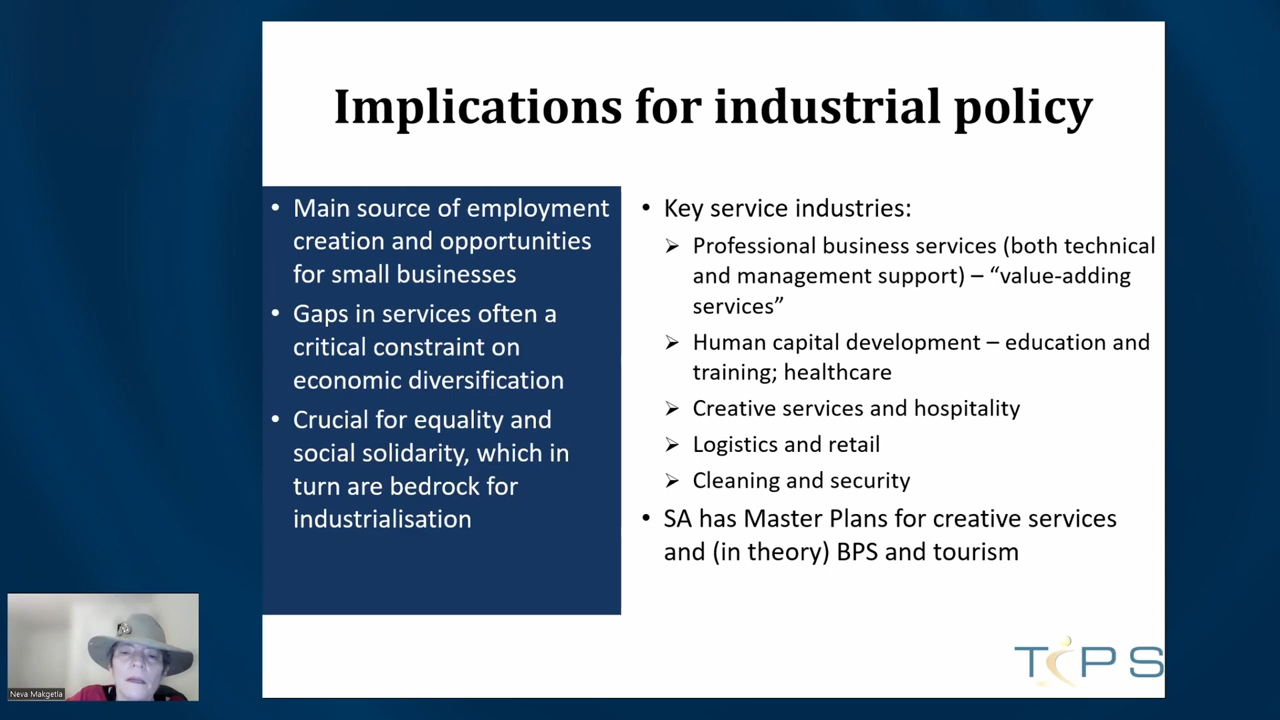 Implications for industrial policy
• Main source of employment
creation and opportunities
for small businesses
• Gaps in services often a
critical constraint on
economic diversification
• Crucial for equality and
social solidarity, which in
turn are bedrock for
industrialisation
• Key service industries:
➢ Professional business services (both technical
and management support) – “value-adding
services”
➢ Human capital development – education and
training; healthcare
➢ Creative services and hospitality
➢ Logistics and retail
➢ Cleaning and security
• SA has Master Plans for creative services
and (in theory) BPS and tourism
TIPS
Neva Makgetla